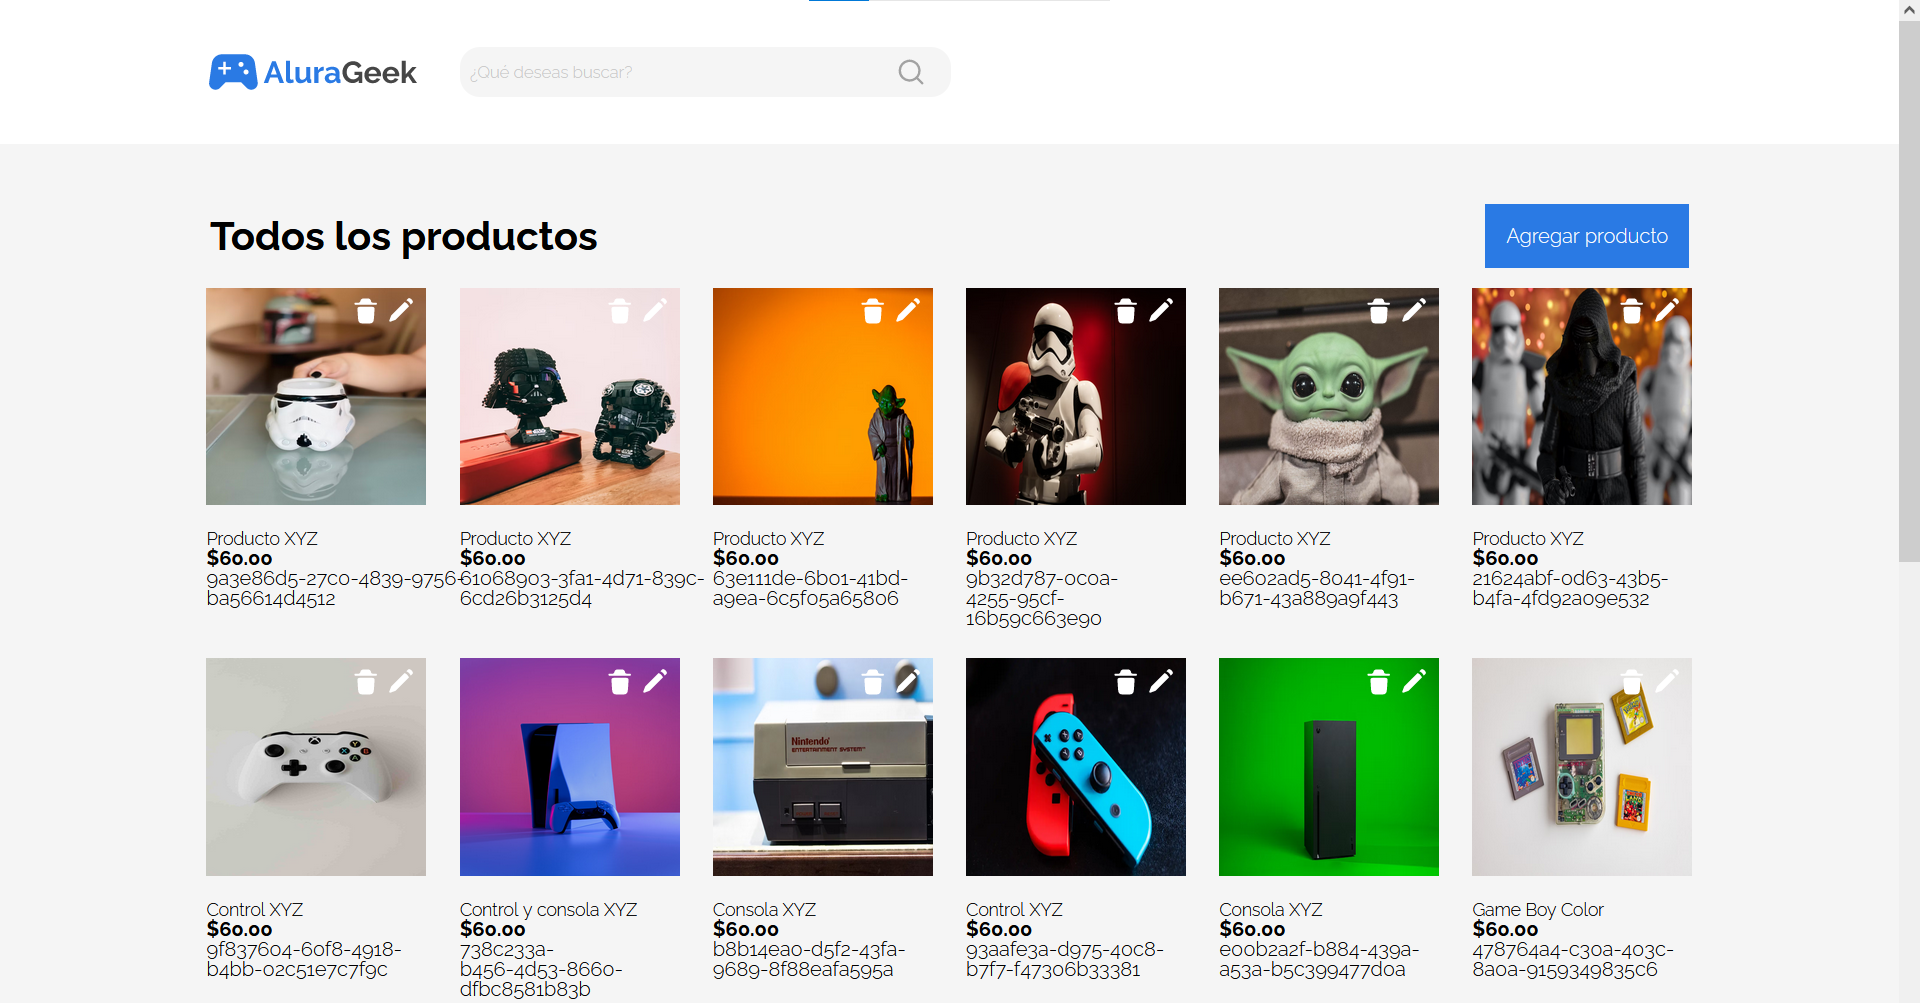 AluraGeek
¿Qué deseas buscar?
Todos los productos
Agregar producto
Producto XYZ
$60.00
9a3e86d5-27c0-4839-9756-
ba56614d4512
Producto XYZ
$60.00
61068903-3fa1-4d71-839c-
6cd26b3125d4
Producto XYZ
$60.00
63e111de-6b01-41bd-
a9ea-6c5f05a65806
Producto XYZ
$60.00
9b32d787-0c0a-
4255-95cf-
16b59c663e90
Producto XYZ
$60.00
ee602ad5-8041-4f91-
b671-43a889a9f443
Producto XYZ
$60.00
21624abf-0d63-43b5-
b4fa-4fd92a09e532
Nintendo
ENTERTAINMENT SYSTEM™
Control XYZ
$60.00
9f837604-60f8-4918-
b4bb-02c51e7c7f9c
Control y consola XYZ
$60.00
738c233a-
b456-4d53-8660-
dfbc8581b83b
Consola XYZ
$60.00
b8b14ea0-d5f2-43fa-
9689-8f88eafa595a
Control XYZ
$60.00
93aafe3a-d975-40c8-
b7f7-f47306b33381
Consola XYZ
$60.00
e00b2a2f-b884-439a-
a53a-b5c399477d0a
Game Boy Color
$60.00
478764a4-c30a-403c-
8a0a-9159349835c6